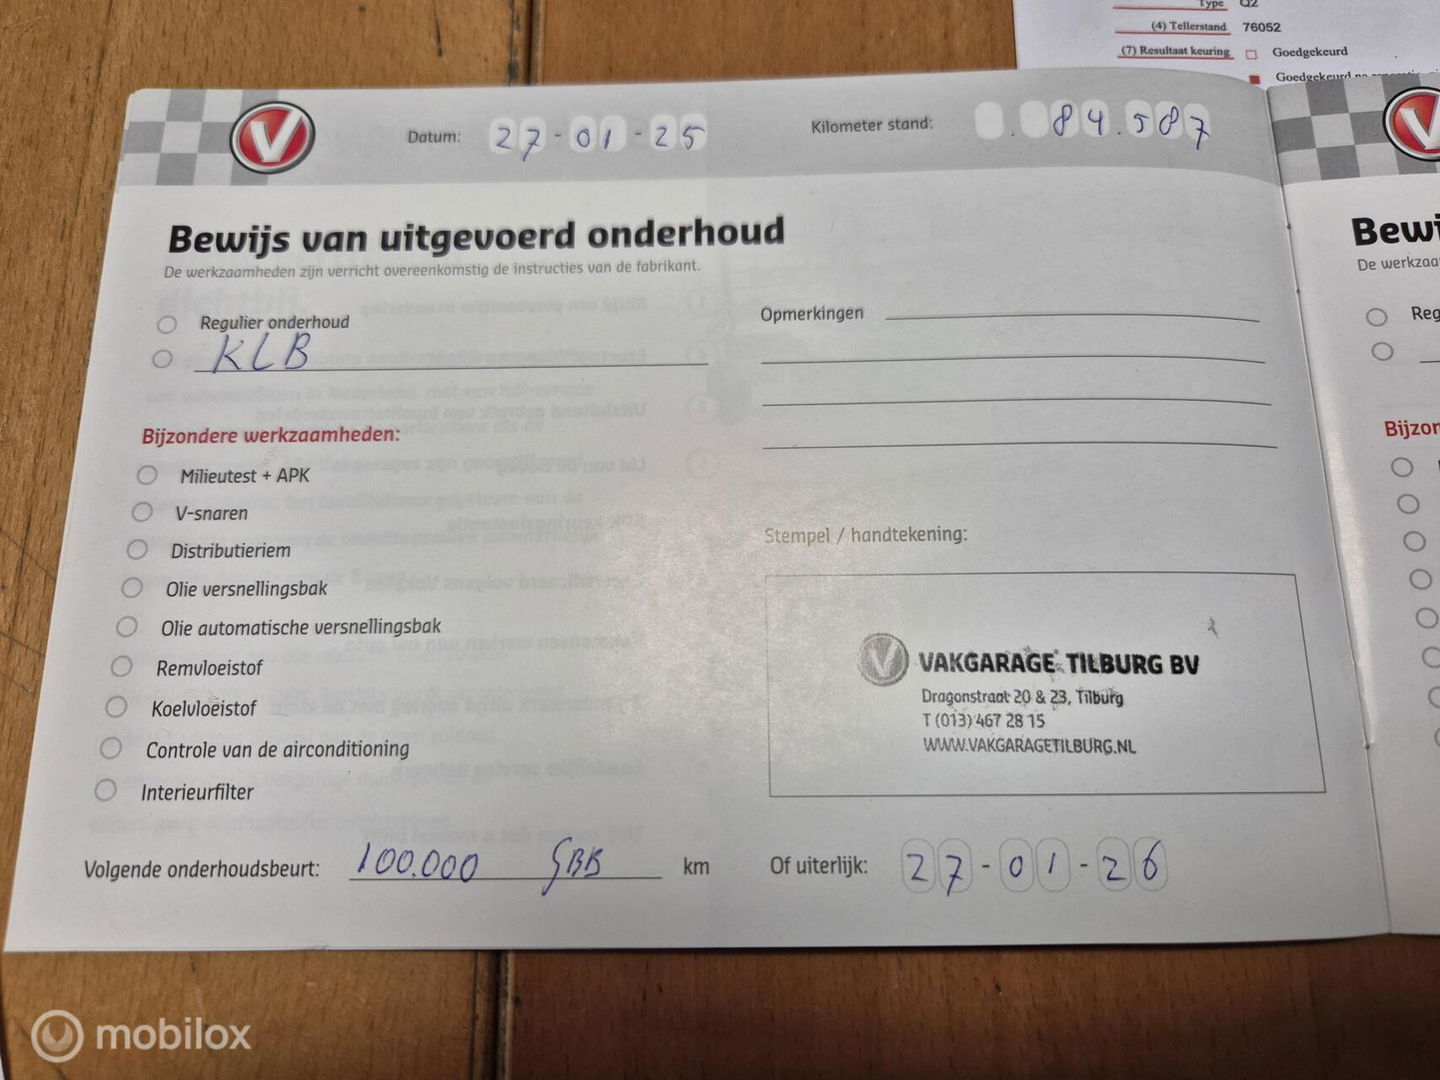 Type Q2
(4) Tellerstand 76052
(7) Resultaat keuring Goedgekeurd
Goedgekeurd na
Datum: 27-01-25
Kilometer stand: 84.587
Bewijs van uitgevoerd onderhoud
De werkzaamheden zijn verricht overeenkomstig de instructies van de fabrikant.
Regulier onderhoud
KLB
Opmerkingen
Bijzondere werkzaamheden:
Milieutest + APK
V-snaren
Distributieriem
Olie versnellingsbak
Olie automatische versnellingsbak
Remvloeistof
Koelvloeistof
Controle van de airconditioning
Interieurfilter
Stempel / handtekening:
V VAKGARAGE TILBURG BV
Dragonstraat 20 & 23, Tilburg
T (013) 467 28 15
WWW.VAKGARAGETILBURG.NL
Volgende onderhoudsbeurt: 100.000 GBB km
Of uiterlijk: 27-01-26
Bewi
De werkzaa
Reg
Bijzon
mobilox